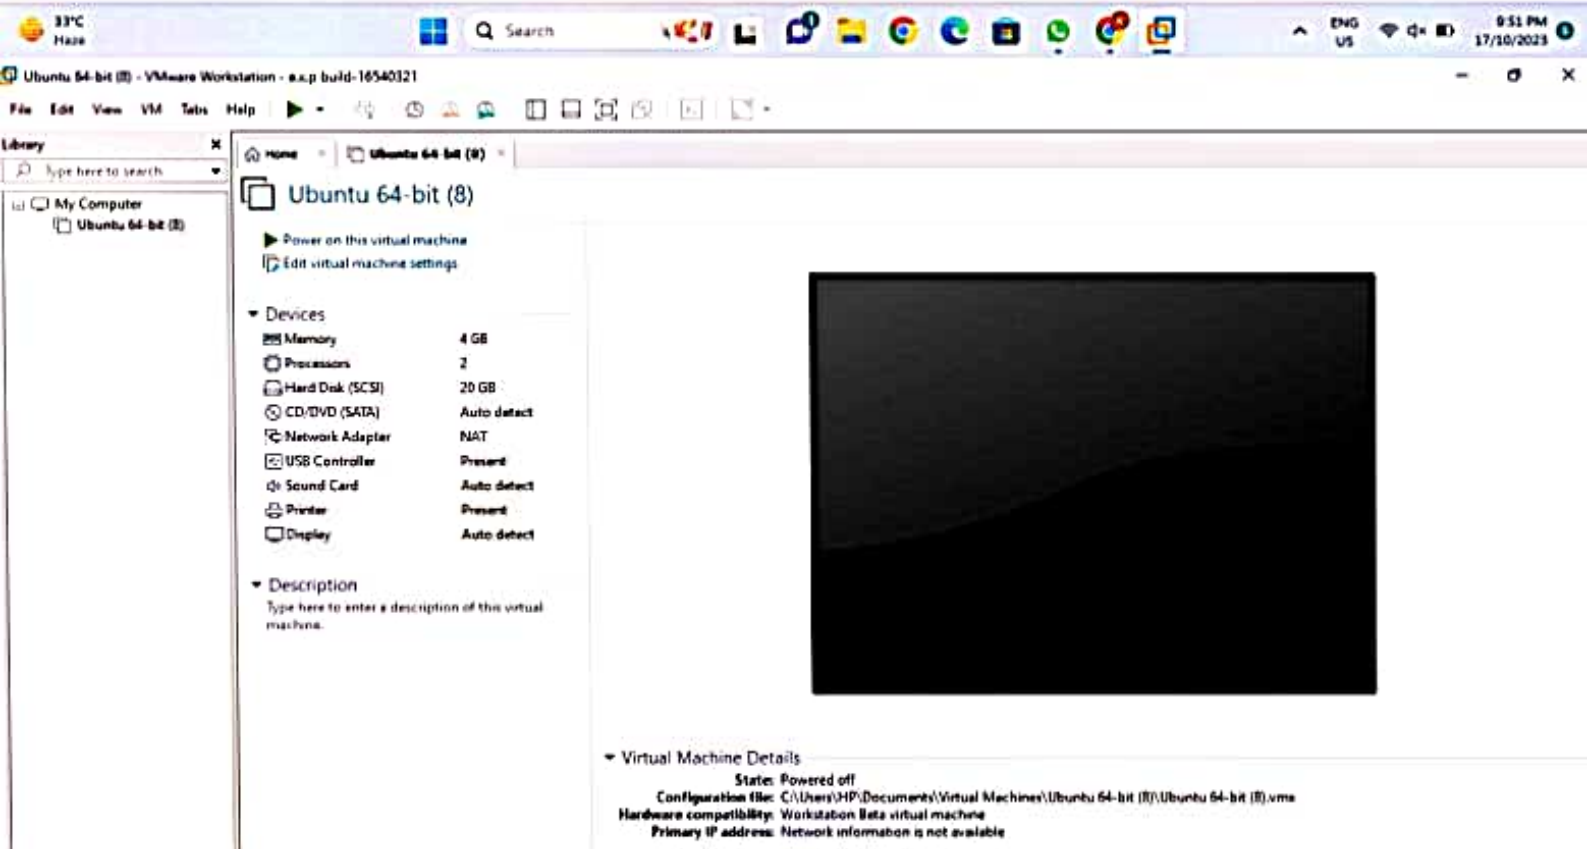 33°C
Haze
Search
ENG
US
9:51 PM
17/10/2023
Ubuntu 64-bit (8) - VMware Workstation - e.x.p build-16540321
File Edit View VM Tabs Help
Library
Type here to search
My Computer
Ubuntu 64-bit (8)
Home
Ubuntu 64-bit (8)
Ubuntu 64-bit (8)
Power on this virtual machine
Edit virtual machine settings
Devices
Memory 4 GB
Processors 2
Hard Disk (SCSI) 20 GB
CD/DVD (SATA) Auto detect
Network Adapter NAT
USB Controller Present
Sound Card Auto detect
Printer Present
Display Auto detect
Description
Type here to enter a description of this virtual
machine.
Virtual Machine Details
State: Powered off
Configuration file: C:\Users\HP\Documents\Virtual Machines\Ubuntu 64-bit (8)\Ubuntu 64-bit (8).vmx
Hardware compatibility: Workstation Beta virtual machine
Primary IP address: Network information is not available